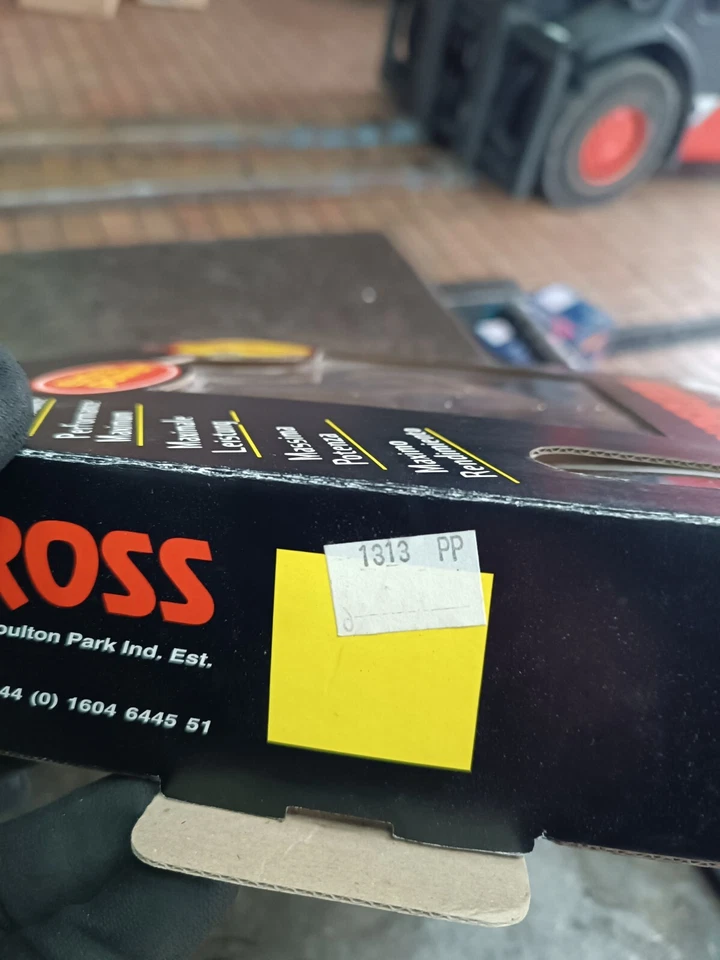 Performance
Maximum
Maximale
Leistung
Massima
Potenza
Maximo
Rendimiento
ROSS
oulton Park Ind. Est.
44 (0) 1604 6445 51
1313 PP